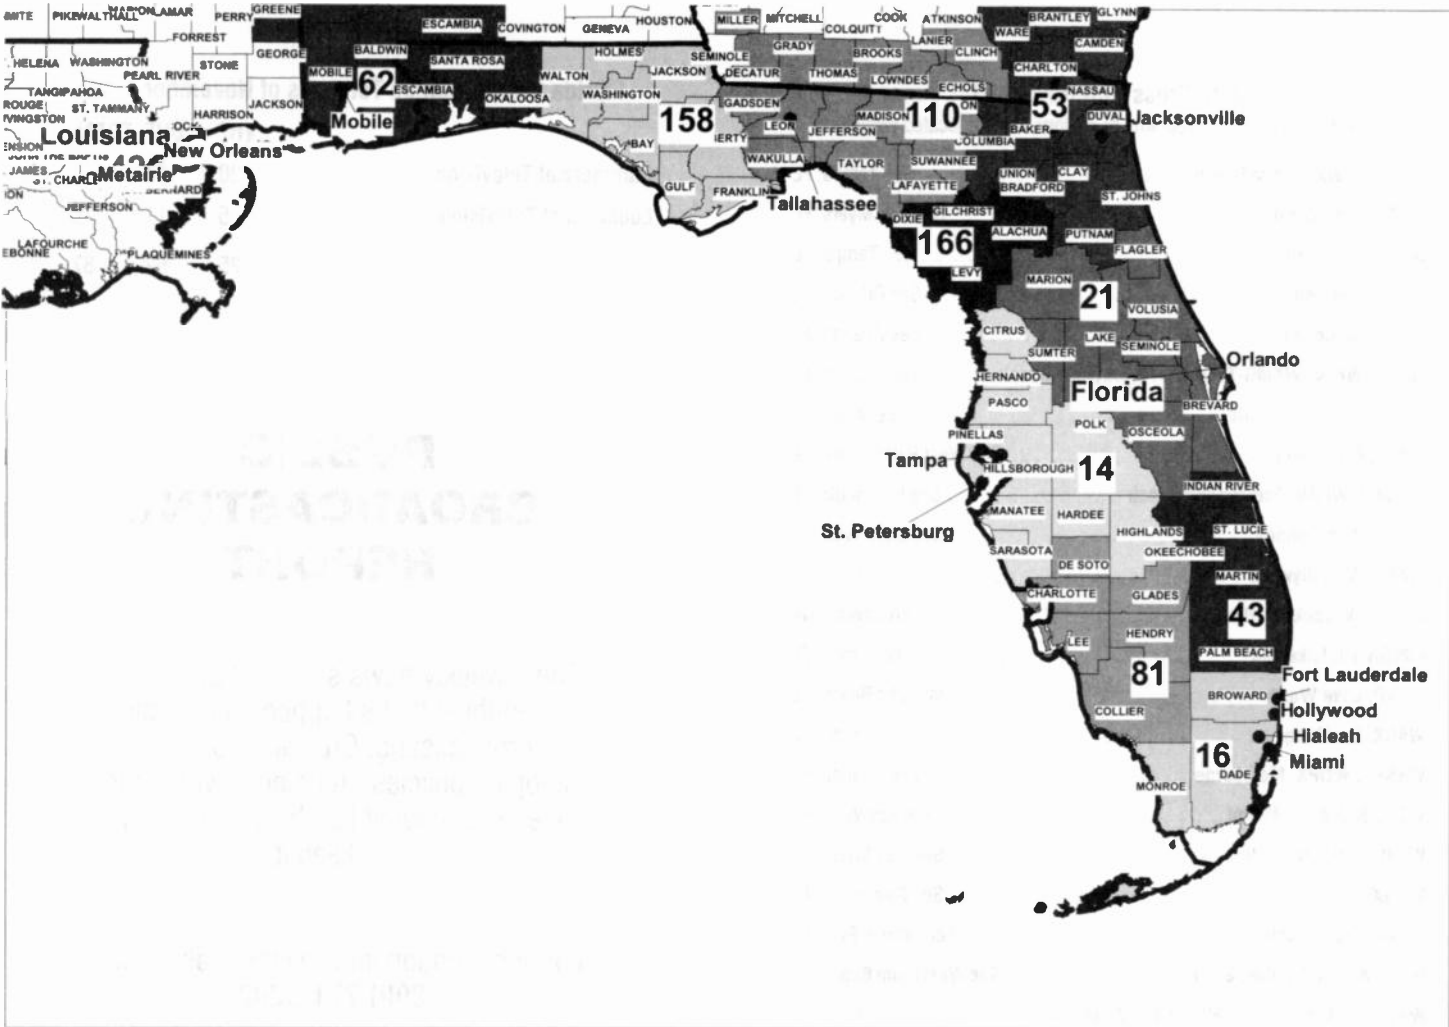 GREENE
PERRY
FORREST
GEORGE
HELENA
WASHINGTON
STONE
PEARL RIVER
TANGIPAHOA
ST. TAMMANY
JACKSON
HARRISON
Louisiana
New Orleans
Metairie
JAMES
JEFFERSON
LAFOURCHE
PLAQUEMINES
ESCAMBIA
COVINGTON
GENEVA
HOUSTON
BALDWIN
MOBILE
SANTA ROSA
62
ESCAMBIA
OKALOOSA
Mobile
HOLMES
WALTON
JACKSON
WASHINGTON
158
BAY
GULF
FRANKLIN
MILLER
MITCHELL
COOK
ATKINSON
COLQUITT
BRANTLEY
GLYNN
WARE
LANIER
CLINCH
CAMDEN
SEMINOLE
GRADY
BROOKS
DECATUR
THOMAS
LOWNDES
CHARLTON
ECHOLS
NASSAU
GADSDEN
LEON
MADISON
110
53
DUVAL
Jacksonville
JEFFERSON
BAKER
COLUMBIA
WAKULLA
TAYLOR
SUWANNEE
UNION
CLAY
LAFAYETTE
BRADFORD
ST. JOHNS
Tallahassee
DIXIE
GILCHRIST
ALACHUA
PUTNAM
166
FLAGLER
LEVY
MARION
21
VOLUSIA
CITRUS
LAKE
SEMINOLE
SUMTER
Orlando
HERNANDO
Florida
PASCO
BREVARD
POLK
OSCEOLA
PINELLAS
Tampa
HILLSBOROUGH
14
INDIAN RIVER
MANATEE
HARDEE
St. Petersburg
HIGHLANDS
ST. LUCIE
SARASOTA
OKEECHOBEE
DE SOTO
MARTIN
CHARLOTTE
GLADES
43
LEE
HENDRY
PALM BEACH
81
Fort Lauderdale
BROWARD
COLLIER
Hollywood
Hialeah
16
Miami
DADE
MONROE